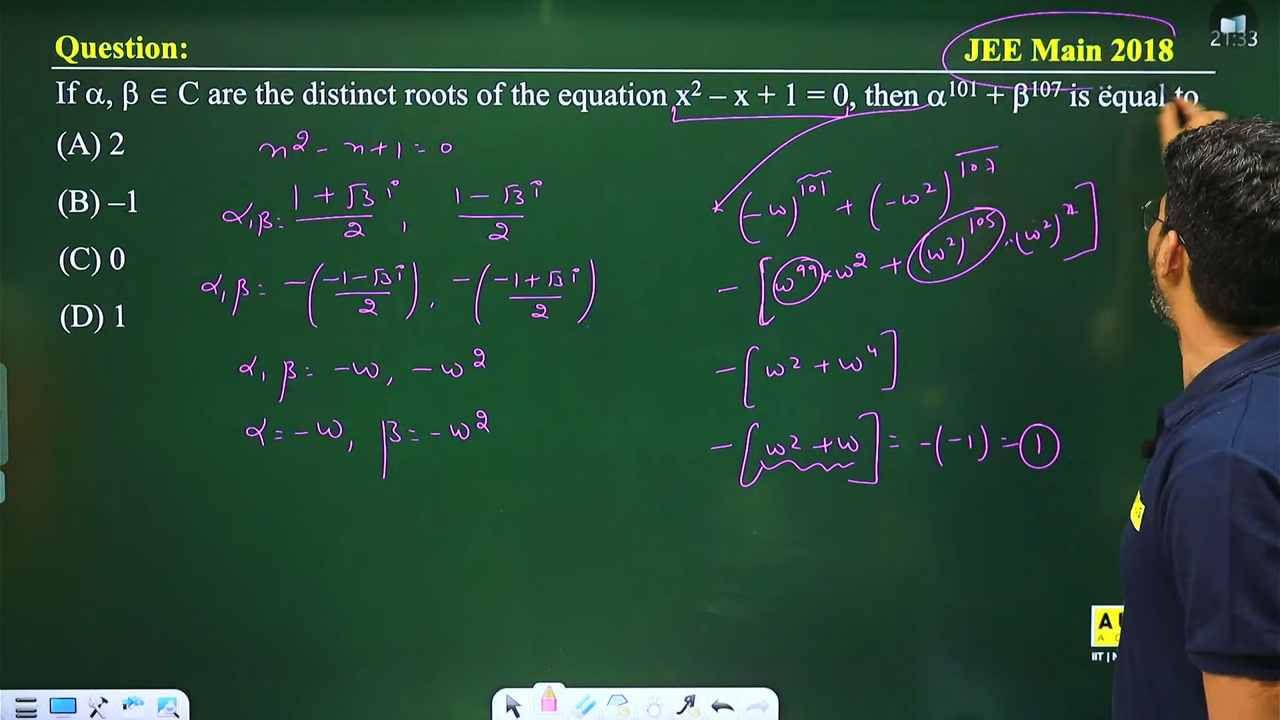 Question:
JEE Main 2018
21:33
If α, β ∈ C are the distinct roots of the equation x² – x + 1 = 0, then α¹⁰¹ + β¹⁰⁷ is equal to
(A) 2
(B) –1
(C) 0
(D) 1
x² - x + 1 = 0
α, β = (1 + √3 i)/2 , (1 - √3 i)/2
α, β = -((-1 - √3 i)/2), -((-1 + √3 i)/2)
α, β = -ω, -ω²
α = -ω, β = -ω²
(-ω)¹⁰¹ + (-ω²)¹⁰⁷
-[ω⁹⁹ × ω² + (ω²)¹⁰⁵ · (ω²)²]
-[ω² + ω⁴]
-[ω² + ω] = -(-1) = 1
A